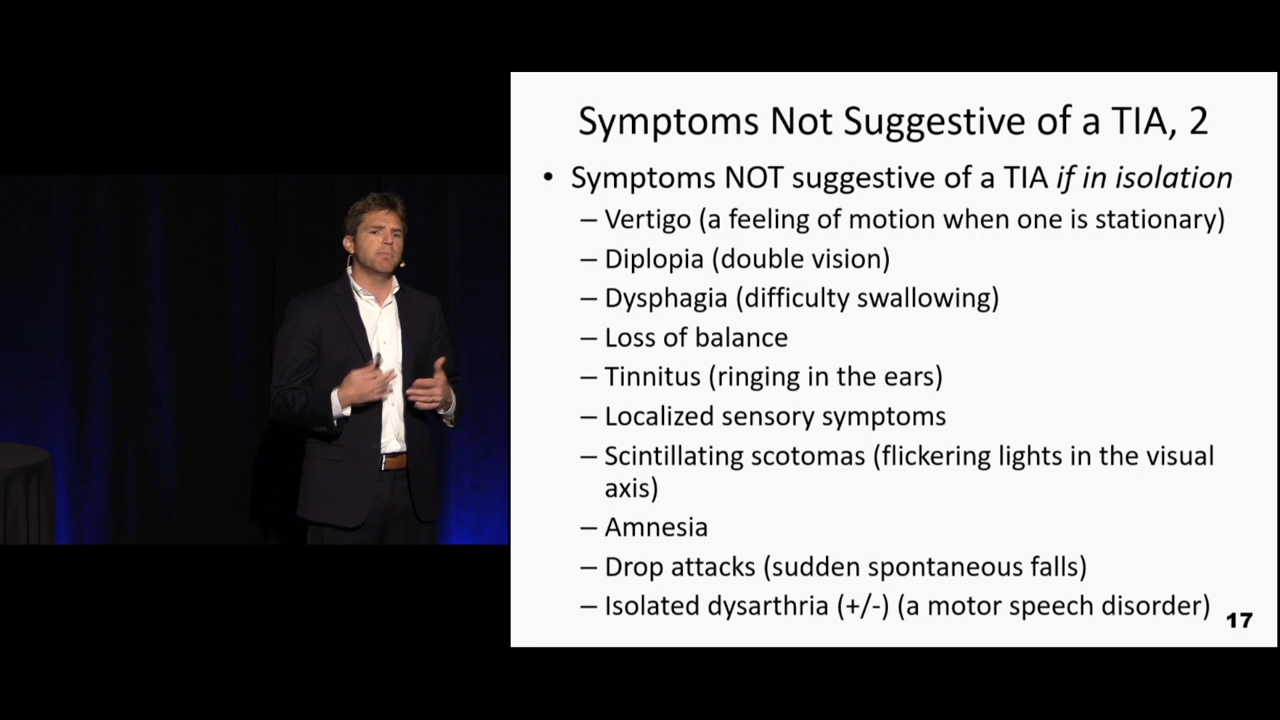 Symptoms Not Suggestive of a TIA, 2
• Symptoms NOT suggestive of a TIA if in isolation
– Vertigo (a feeling of motion when one is stationary)
– Diplopia (double vision)
– Dysphagia (difficulty swallowing)
– Loss of balance
– Tinnitus (ringing in the ears)
– Localized sensory symptoms
– Scintillating scotomas (flickering lights in the visual
axis)
– Amnesia
– Drop attacks (sudden spontaneous falls)
– Isolated dysarthria (+/-) (a motor speech disorder)
17